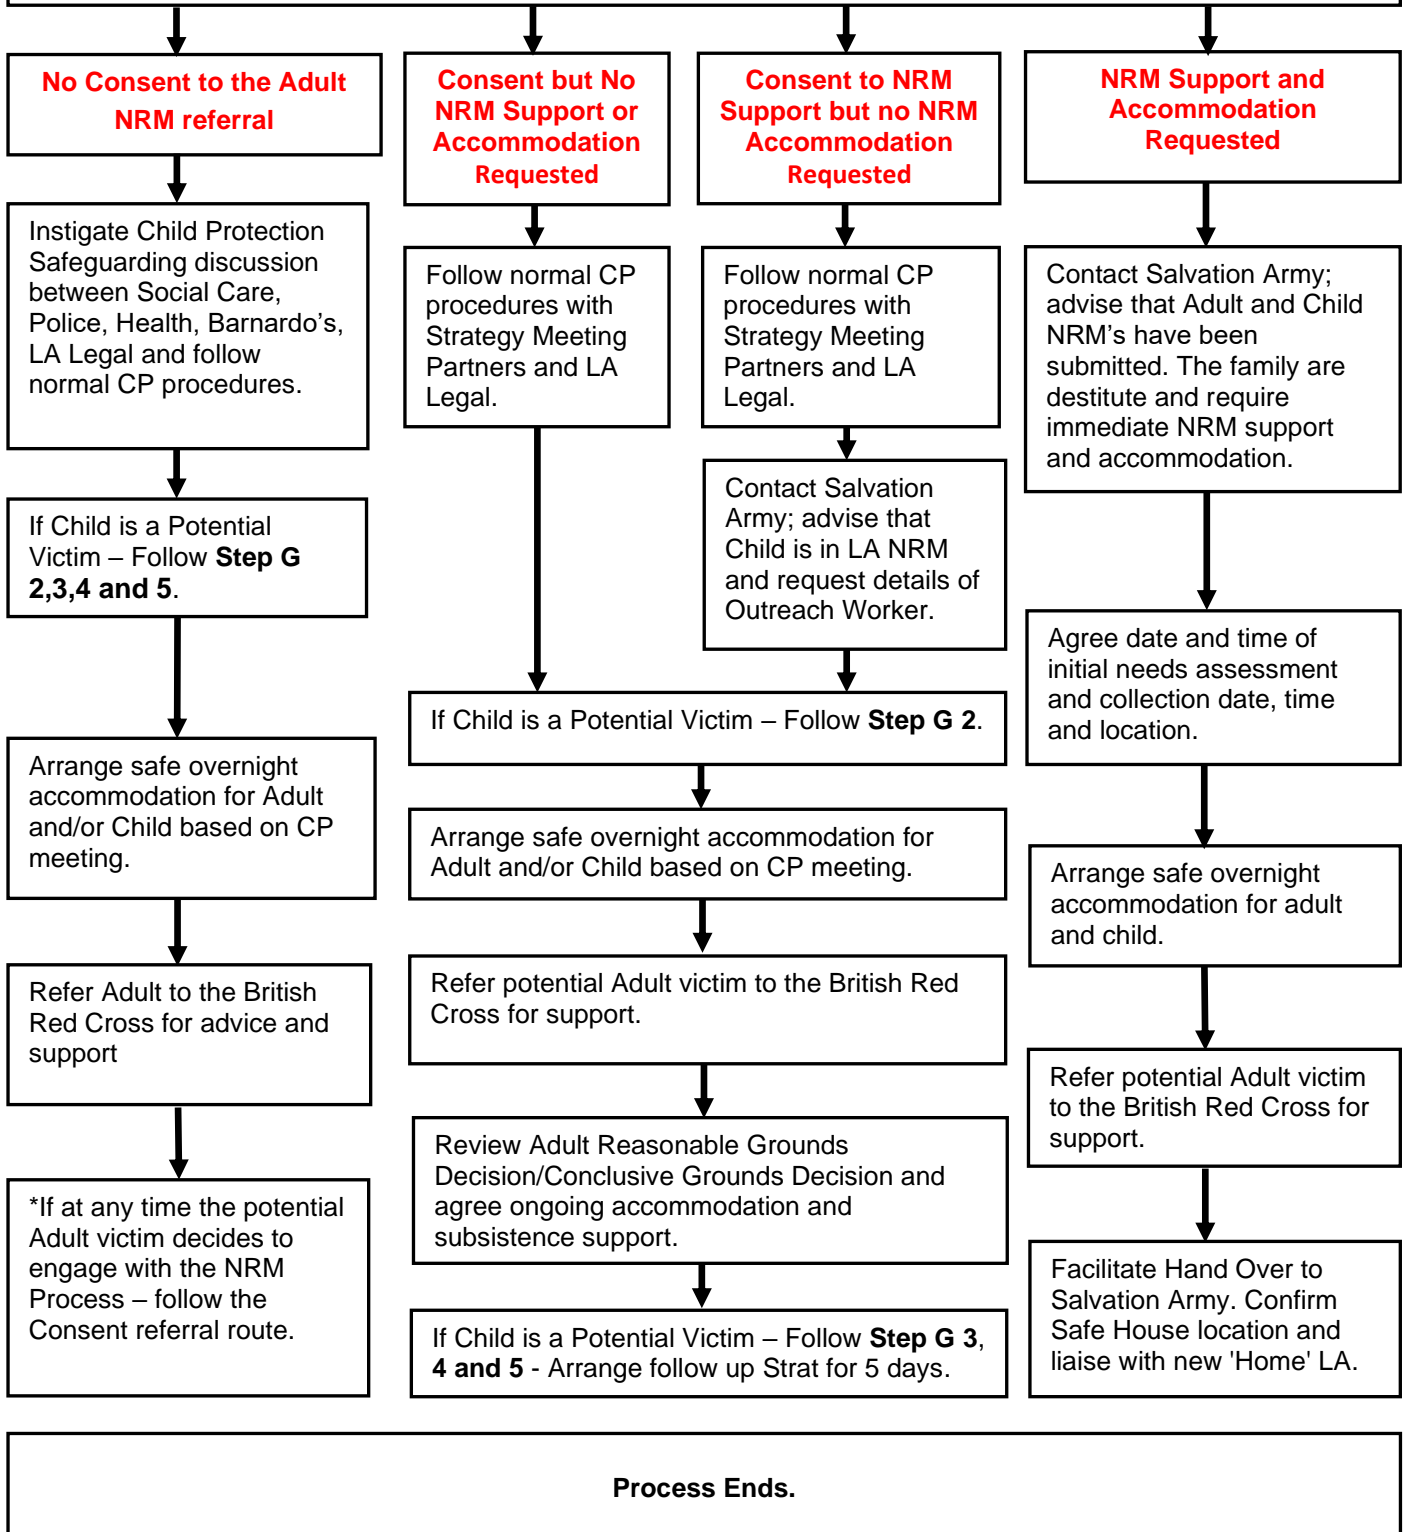 No Consent to the Adult
NRM referral
Instigate Child Protection
Safeguarding discussion
between Social Care,
Police, Health, Barnardo’s,
LA Legal and follow
normal CP procedures.
If Child is a Potential
Victim – Follow Step G
2,3,4 and 5.
Arrange safe overnight
accommodation for Adult
and/or Child based on CP
meeting.
Refer Adult to the British
Red Cross for advice and
support
*If at any time the potential
Adult victim decides to
engage with the NRM
Process – follow the
Consent referral route.
Consent but No
NRM Support or
Accommodation
Requested
Follow normal CP
procedures with
Strategy Meeting
Partners and LA
Legal.
Consent to NRM
Support but no NRM
Accommodation
Requested
Follow normal CP
procedures with
Strategy Meeting
Partners and LA
Legal.
Contact Salvation
Army; advise that
Child is in LA NRM
and request details of
Outreach Worker.
If Child is a Potential Victim – Follow Step G 2.
Arrange safe overnight accommodation for
Adult and/or Child based on CP meeting.
Refer potential Adult victim to the British Red
Cross for support.
Review Adult Reasonable Grounds
Decision/Conclusive Grounds Decision and
agree ongoing accommodation and
subsistence support.
If Child is a Potential Victim – Follow Step G 3,
4 and 5 - Arrange follow up Strat for 5 days.
NRM Support and
Accommodation
Requested
Contact Salvation Army;
advise that Adult and Child
NRM’s have been
submitted. The family are
destitute and require
immediate NRM support
and accommodation.
Agree date and time of
initial needs assessment
and collection date, time
and location.
Arrange safe overnight
accommodation for adult
and child.
Refer potential Adult victim
to the British Red Cross for
support.
Facilitate Hand Over to
Salvation Army. Confirm
Safe House location and
liaise with new 'Home' LA.
Process Ends.